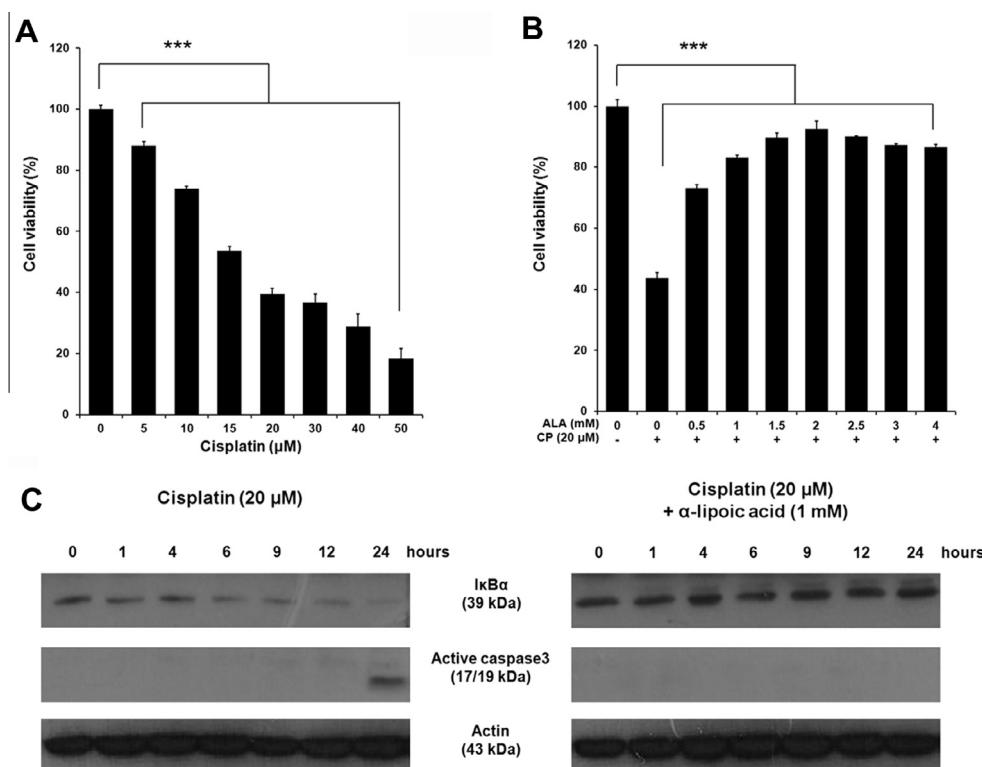 A
120
100
80
60
40
20
0
Cell viability (%)
***
0 5 10 15 20 30 40 50
Cisplatin (µM)
B
120
100
80
60
40
20
0
Cell viability (%)
***
ALA (mM) 0 0 0.5 1 1.5 2 2.5 3 4
CP (20 µM) - + + + + + + + +
C
Cisplatin (20 µM)
Cisplatin (20 µM)
+ α-lipoic acid (1 mM)
0 1 4 6 9 12 24 hours
0 1 4 6 9 12 24 hours
IκBα
(39 kDa)
Active caspase3
(17/19 kDa)
Actin
(43 kDa)